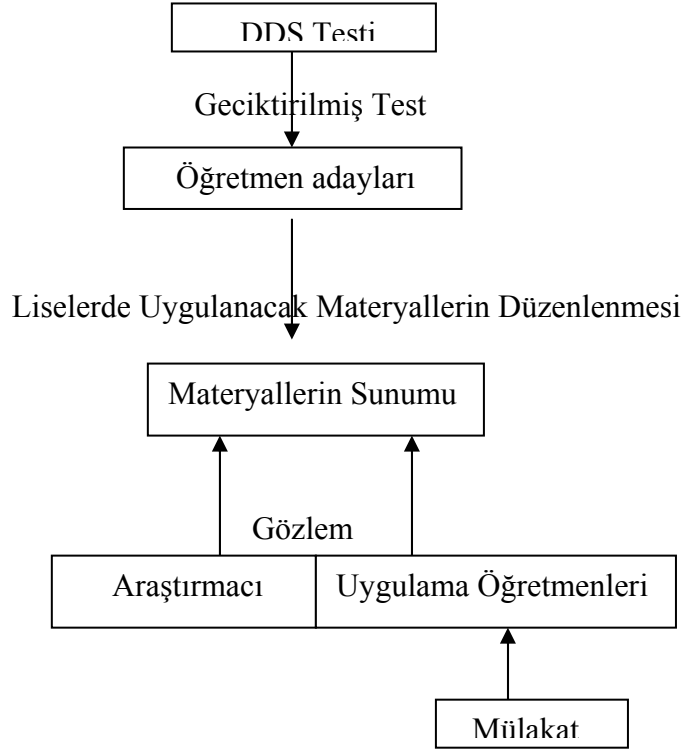 DDS Testi
Geciktirilmiş Test
Öğretmen adayları
Liselerde Uygulanacak Materyallerin Düzenlenmesi
Materyallerin Sunumu
Gözlem
Araştırmacı
Uygulama Öğretmenleri
Mülakat